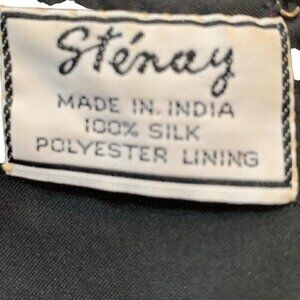 Sténay
MADE IN. INDIA
100% SILK
POLYESTER LINING